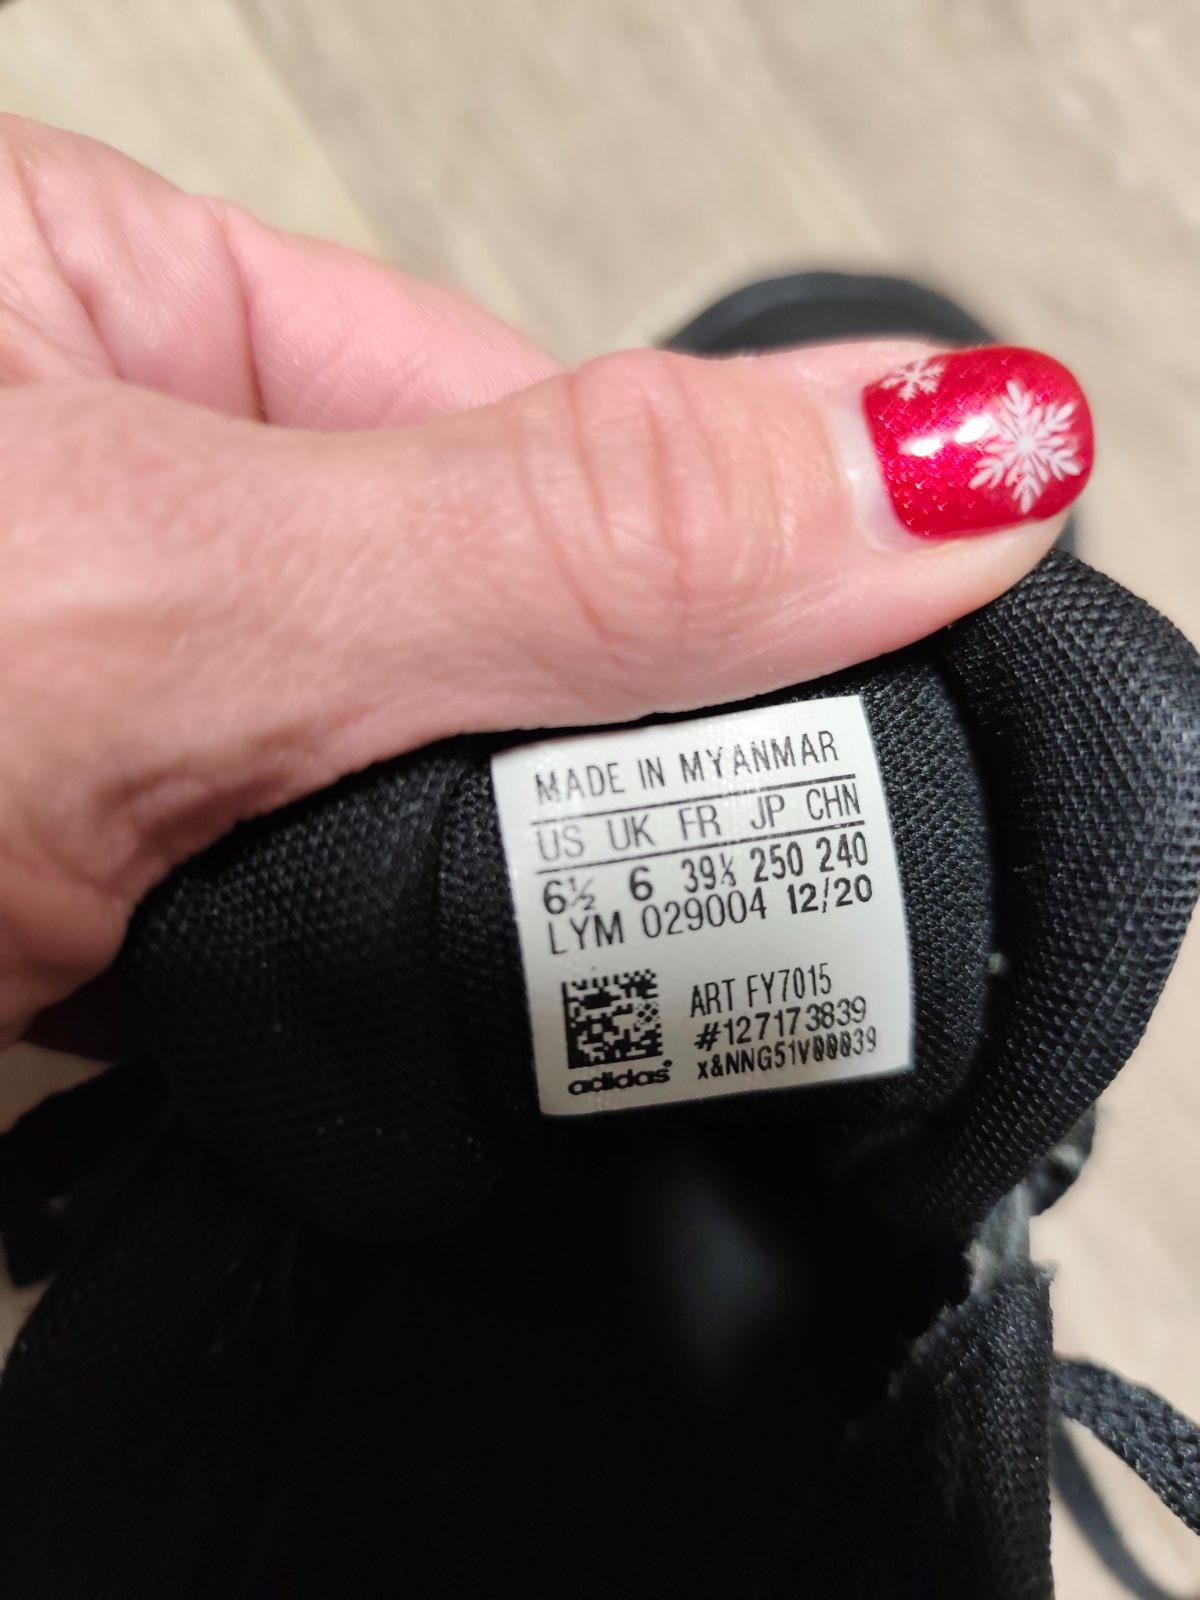 MADE IN MYANMAR
US UK FR JP CHN
6½ 6 39⅓ 250 240
LYM 029004 12/20
ART FY7015
#127173839
x&NNG51V00039
adidas